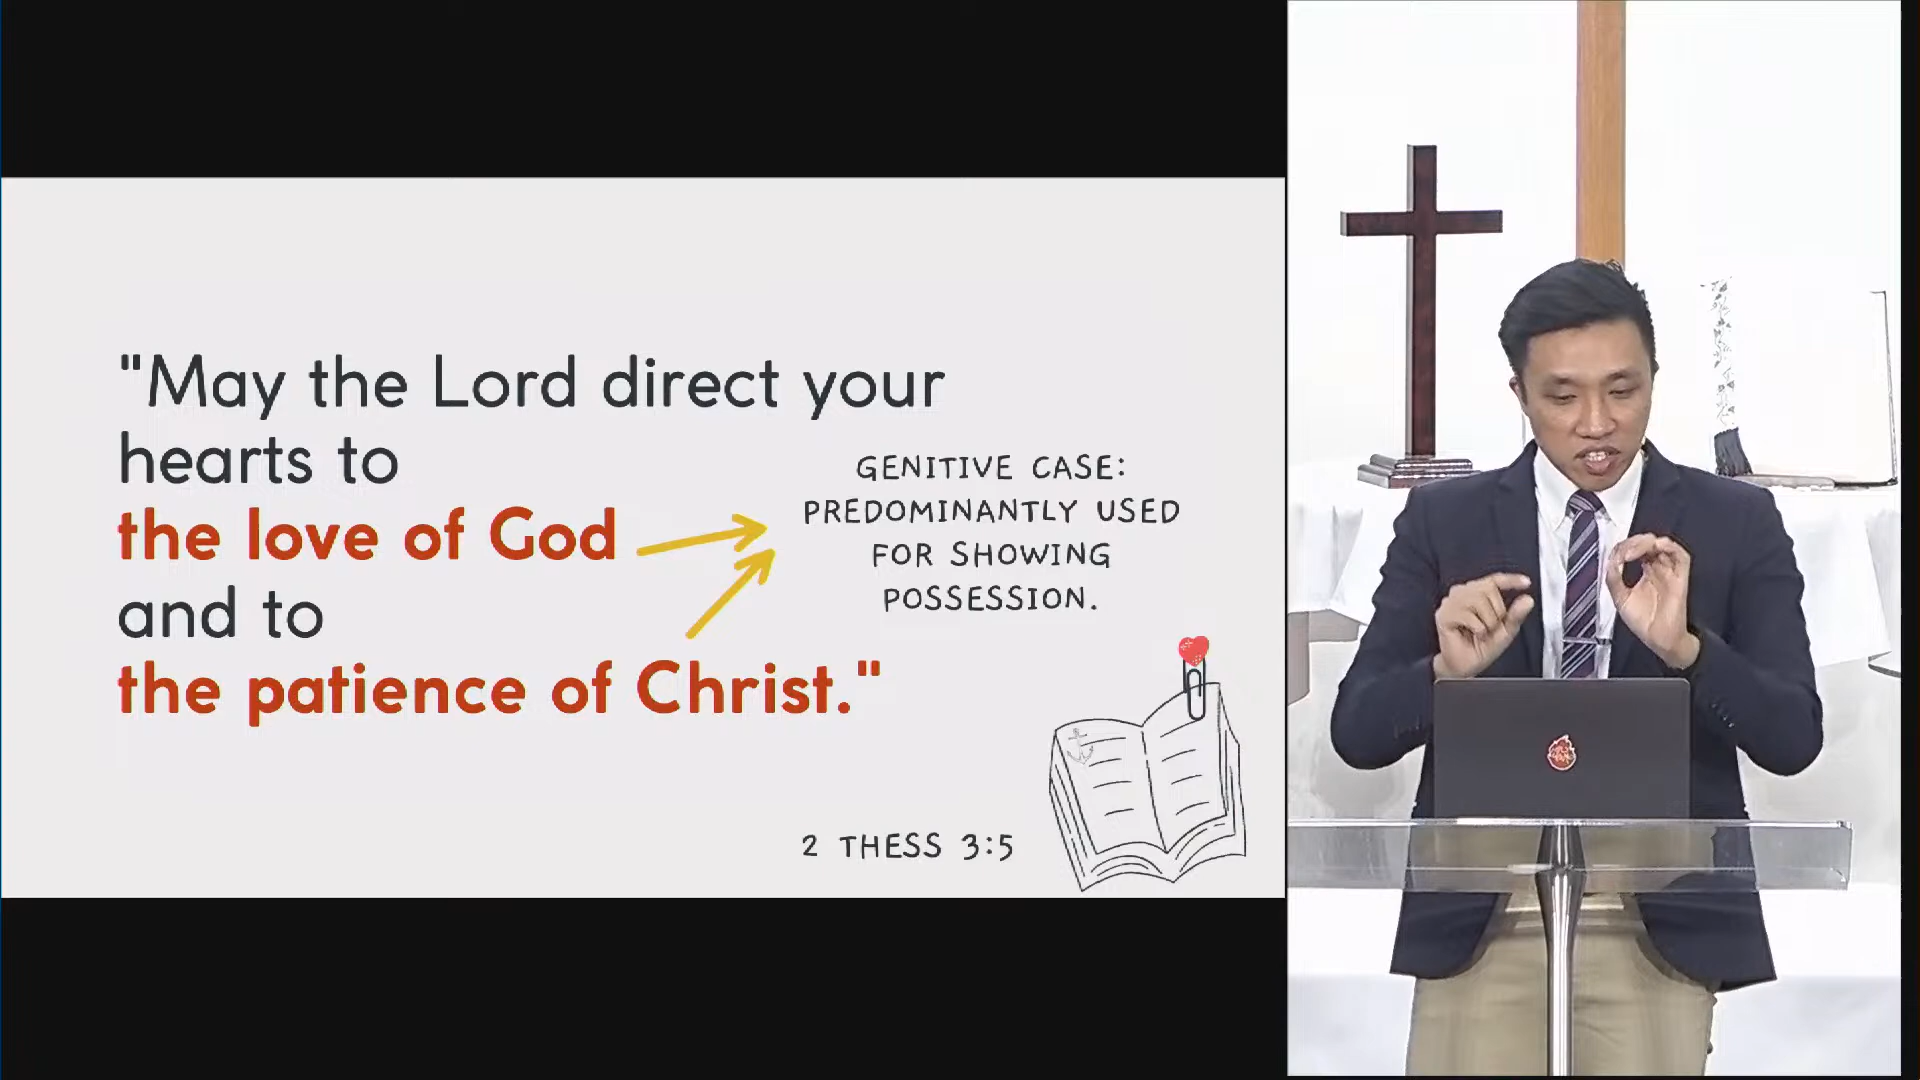 "May the Lord direct your
hearts to
the love of God
and to
the patience of Christ."
GENITIVE CASE:
PREDOMINANTLY USED
FOR SHOWING
POSSESSION.
2 THESS 3:5